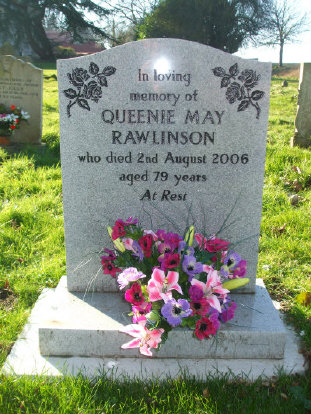 In loving
memory of
QUEENIE MAY
RAWLINSON
who died 2nd August 2006
aged 79 years
At Rest